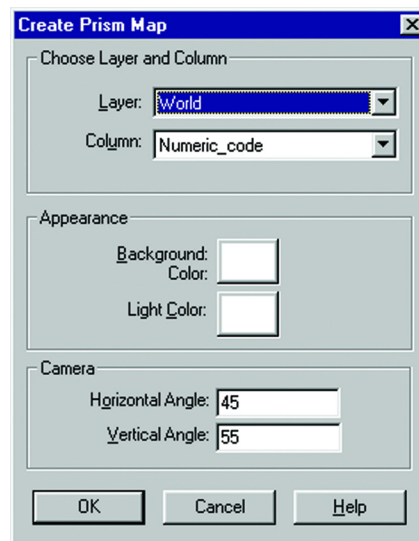 Create Prism Map
Choose Layer and Column
Layer: World
Column: Numeric_code
Appearance
Background
Color:
Light Color:
Camera
Horizontal Angle: 45
Vertical Angle: 55
OK Cancel Help